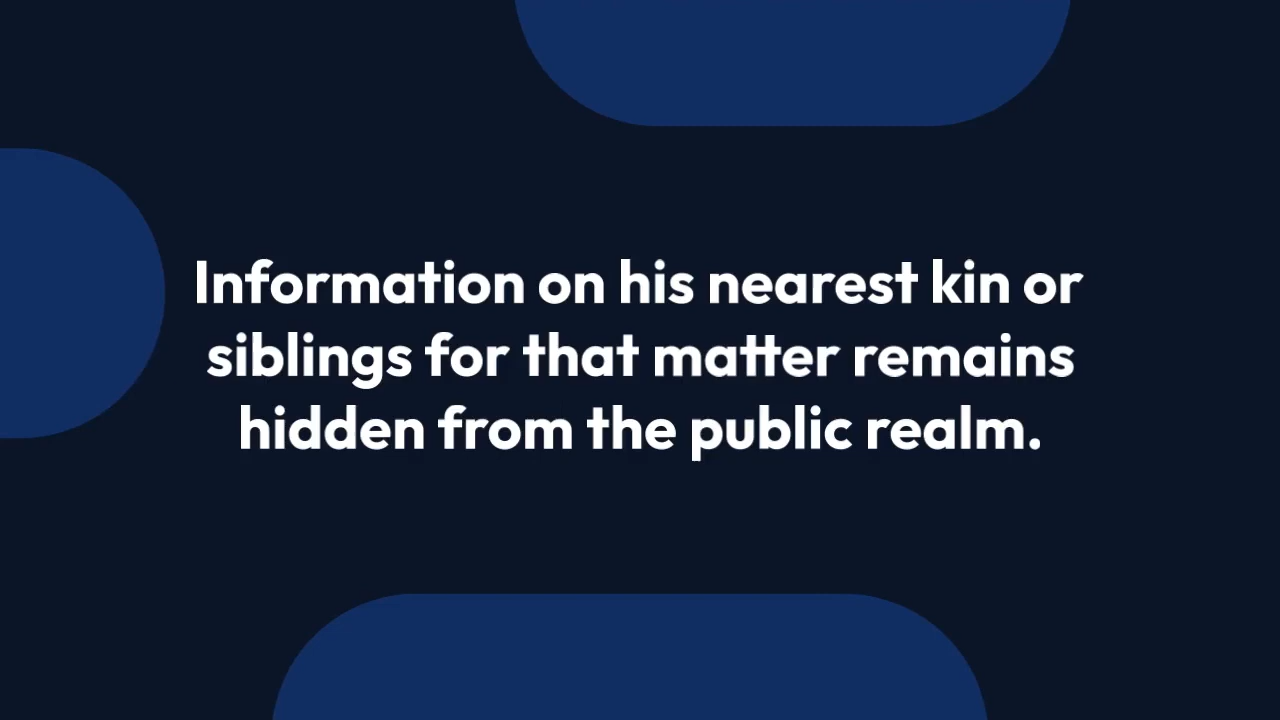 Information on his nearest kin or
siblings for that matter remains
hidden from the public realm.